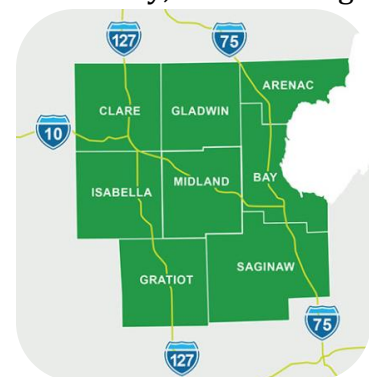 127
75
ARENAC
CLARE
GLADWIN
10
MIDLAND
BAY
ISABELLA
SAGINAW
GRATIOT
75
127